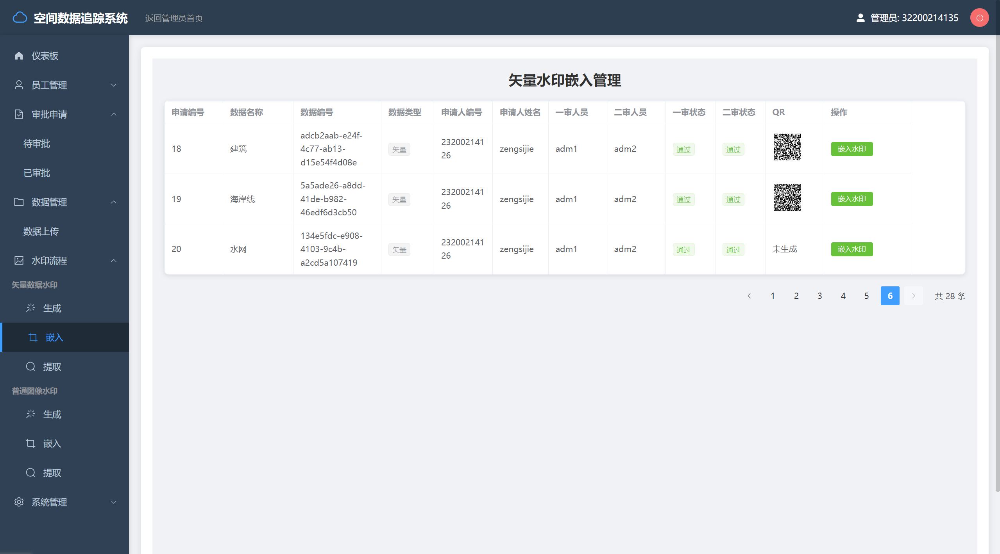 空间数据追踪系统
返回管理员首页
管理员: 32200214135
仪表板
员工管理
审批申请
待审批
已审批
数据管理
数据上传
水印流程
矢量数据水印
生成
嵌入
提取
普通图像水印
生成
嵌入
提取
系统管理
矢量水印嵌入管理
申请编号 数据名称 数据编号 数据类型 申请人编号 申请人姓名 一审人员 二审人员 一审状态 二审状态 QR 操作
18 建筑 adcb2aab-e24f-4c77-ab13-d15e54f4d08e 矢量 23200214126 zengsijie adm1 adm2 通过 通过 嵌入水印
19 海岸线 5a5ade26-a8dd-41de-b982-46edf6d3cb50 矢量 23200214126 zengsijie adm1 adm2 通过 通过 嵌入水印
20 水网 134e5fdc-e908-4103-9c4b-a2cd5a107419 矢量 23200214126 zengsijie adm1 adm2 通过 通过 未生成 嵌入水印
1 2 3 4 5 6 共 28 条